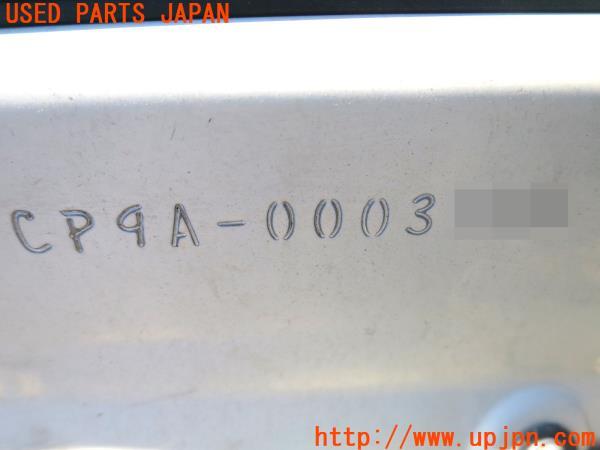 USED PARTS JAPAN
CP9A-0003
http://www.upjpn.com